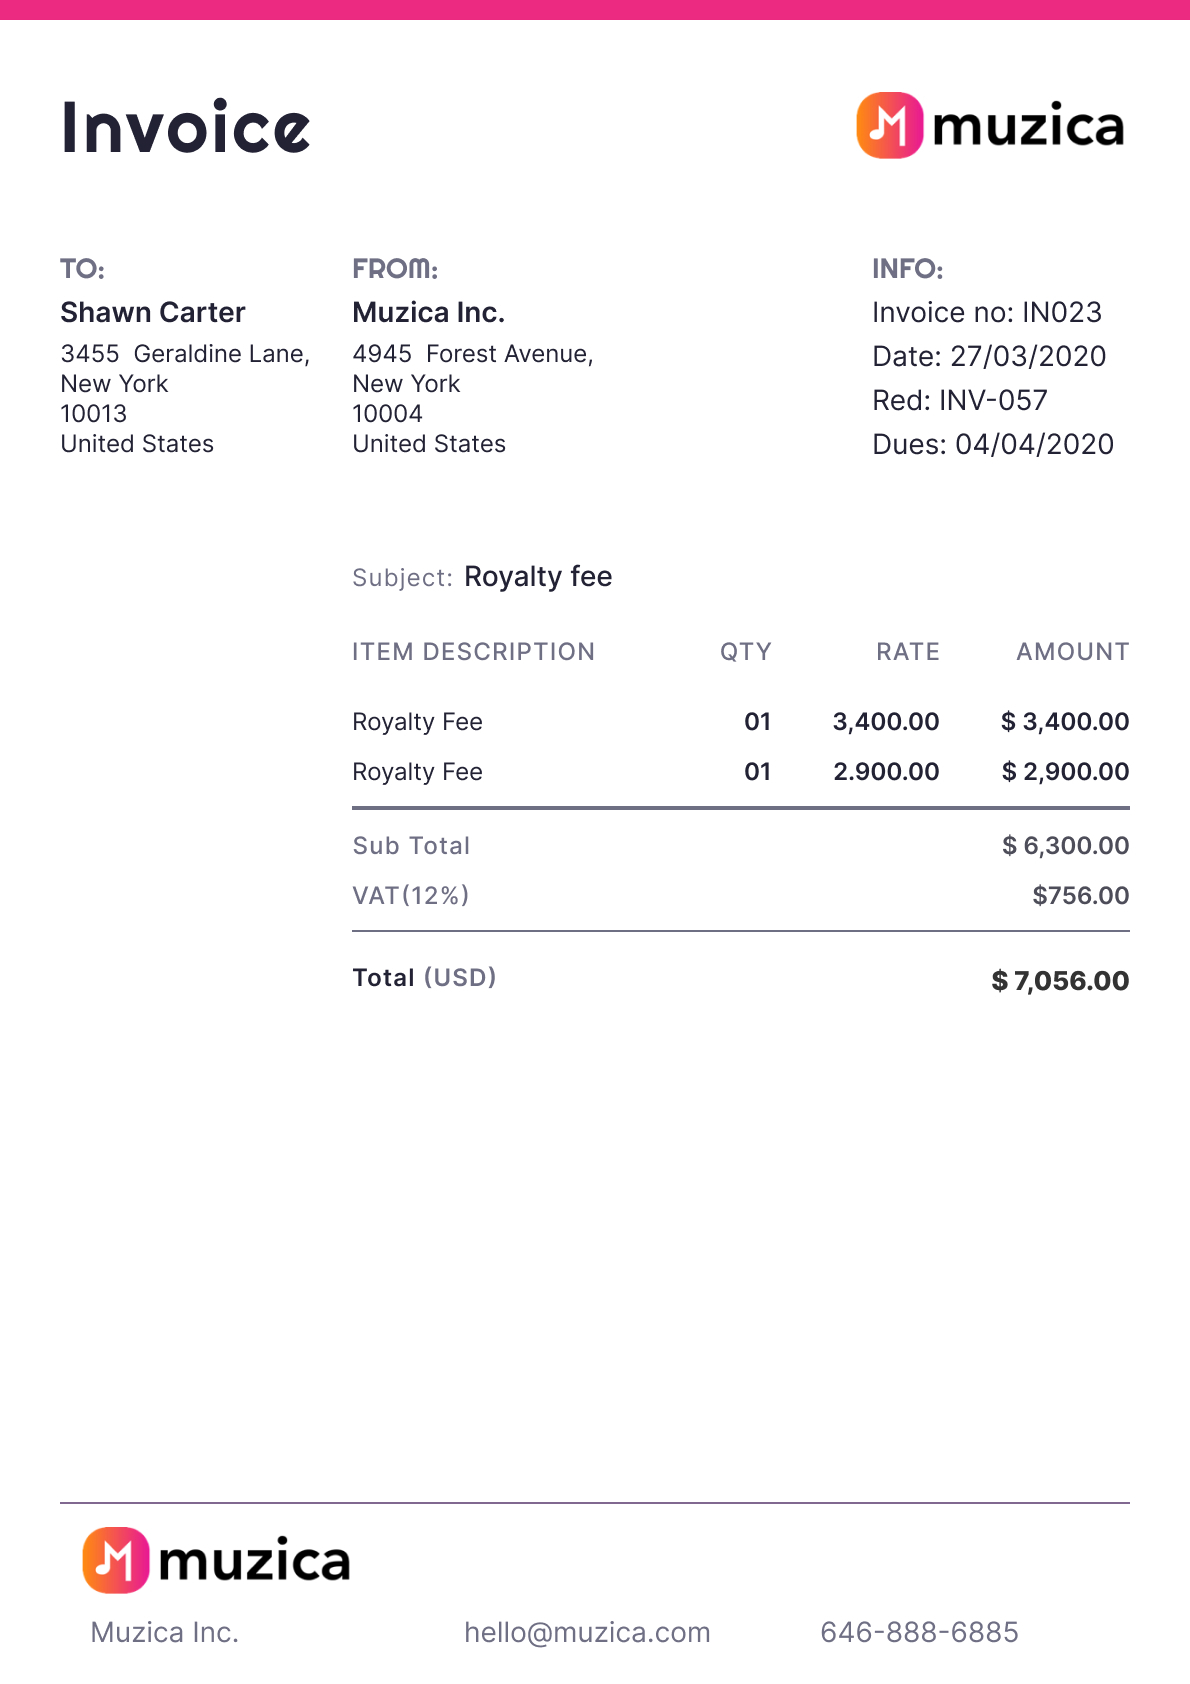 Invoice
muzica
TO:
Shawn Carter
3455  Geraldine Lane,
New York
10013
United States
FROM:
Muzica Inc.
4945  Forest Avenue,
New York
10004
United States
INFO:
Invoice no: IN023
Date: 27/03/2020
Red: INV-057
Dues: 04/04/2020
Subject: Royalty fee
ITEM DESCRIPTION QTY RATE AMOUNT
Royalty Fee 01 3,400.00 $ 3,400.00
Royalty Fee 01 2.900.00 $ 2,900.00
Sub Total $ 6,300.00
VAT(12%) $756.00
Total (USD) $ 7,056.00
muzica
Muzica Inc. hello@muzica.com 646-888-6885